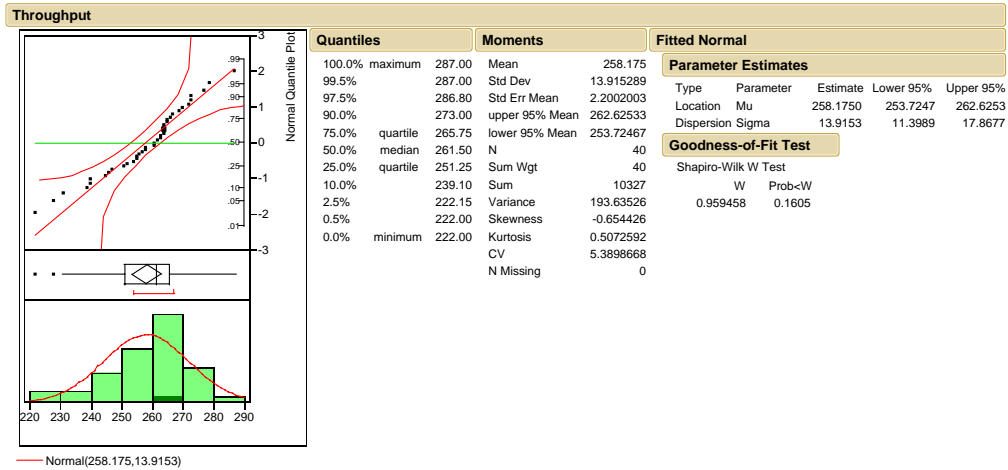 Throughput
3
2
1
0
-1
-2
-3
.99
.95
.90
.75
.50
.25
.10
.05
.01
Normal Quantile Plot
220 230 240 250 260 270 280 290
Normal(258.175,13.9153)
Quantiles
100.0% maximum 287.00
99.5% 287.00
97.5% 286.80
90.0% 273.00
75.0% quartile 265.75
50.0% median 261.50
25.0% quartile 251.25
10.0% 239.10
2.5% 222.15
0.5% 222.00
0.0% minimum 222.00
Moments
Mean 258.175
Std Dev 13.915289
Std Err Mean 2.2002003
upper 95% Mean 262.62533
lower 95% Mean 253.72467
N 40
Sum Wgt 40
Sum 10327
Variance 193.63526
Skewness -0.654426
Kurtosis 0.5072592
CV 5.3898668
N Missing 0
Fitted Normal
Parameter Estimates
Type Parameter Estimate Lower 95% Upper 95%
Location Mu 258.1750 253.7247 262.6253
Dispersion Sigma 13.9153 11.3989 17.8677
Goodness-of-Fit Test
Shapiro-Wilk W Test
W Prob<W
0.959458 0.1605